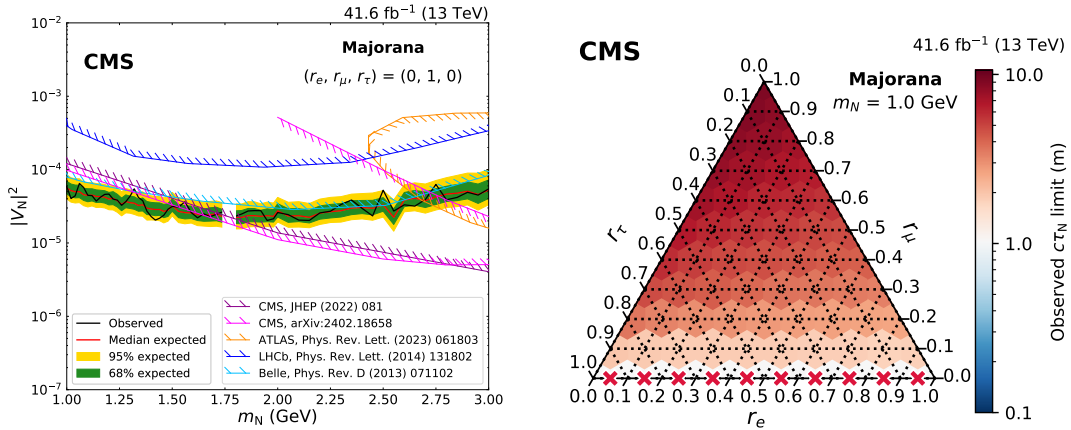 41.6 fb⁻¹ (13 TeV)
CMS
Majorana
(r_e, r_μ, r_τ) = (0, 1, 0)
|V_N|²
10⁻²
10⁻³
10⁻⁴
10⁻⁵
10⁻⁶
10⁻⁷
Observed
Median expected
95% expected
68% expected
CMS, JHEP (2022) 081
CMS, arXiv:2402.18658
ATLAS, Phys. Rev. Lett. (2023) 061803
LHCb, Phys. Rev. Lett. (2014) 131802
Belle, Phys. Rev. D (2013) 071102
1.00 1.25 1.50 1.75 2.00 2.25 2.50 2.75 3.00
m_N (GeV)
CMS
41.6 fb⁻¹ (13 TeV)
Majorana
m_N = 1.0 GeV
r_τ
0.0
0.1
0.2
0.3
0.4
0.5
0.6
0.7
0.8
0.9
1.0
r_μ
1.0
0.9
0.8
0.7
0.6
0.5
0.4
0.3
0.2
0.1
0.0
0.0 0.1 0.2 0.3 0.4 0.5 0.6 0.7 0.8 0.9 1.0
r_e
10.0
1.0
0.1
Observed cτ_N limit (m)